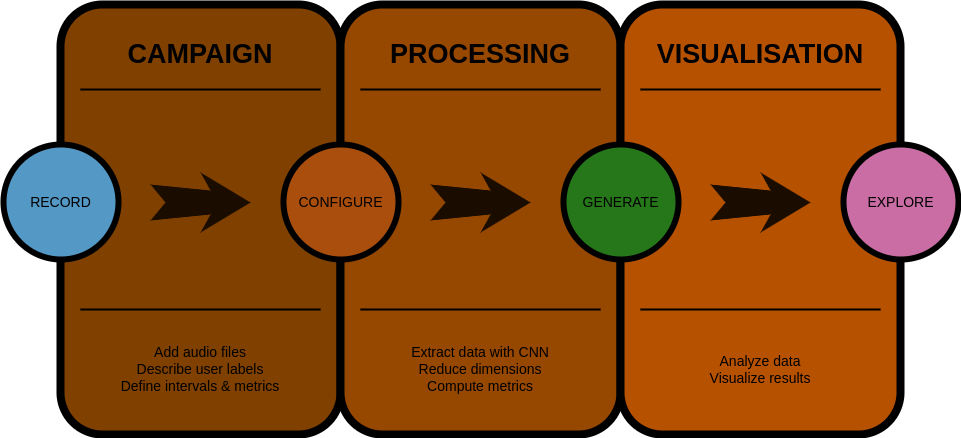 CAMPAIGN
PROCESSING
VISUALISATION
RECORD
CONFIGURE
GENERATE
EXPLORE
Add audio files
Describe user labels
Define intervals & metrics
Extract data with CNN
Reduce dimensions
Compute metrics
Analyze data
Visualize results